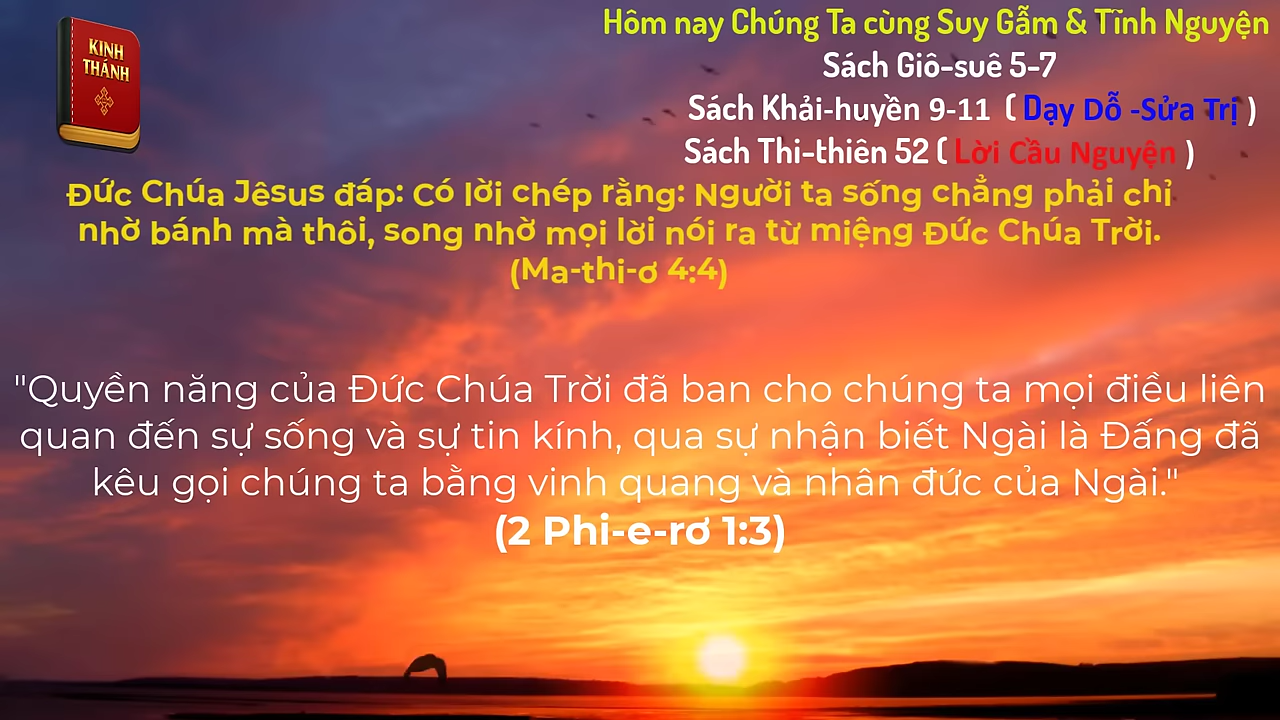 KINH
THÁNH
Hôm nay Chúng Ta cùng Suy Gẫm & Tĩnh Nguyện
Sách Giô-suê 5-7
Sách Khải-huyền 9-11 ( Dạy Dỗ -Sửa Trị )
Sách Thi-thiên 52 ( Lời Cầu Nguyện )
Đức Chúa Jêsus đáp: Có lời chép rằng: Người ta sống chẳng phải chỉ
nhờ bánh mà thôi, song nhờ mọi lời nói ra từ miệng Đức Chúa Trời.
(Ma-thi-ơ 4:4)
"Quyền năng của Đức Chúa Trời đã ban cho chúng ta mọi điều liên
quan đến sự sống và sự tin kính, qua sự nhận biết Ngài là Đấng đã
kêu gọi chúng ta bằng vinh quang và nhân đức của Ngài."
(2 Phi-e-rơ 1:3)